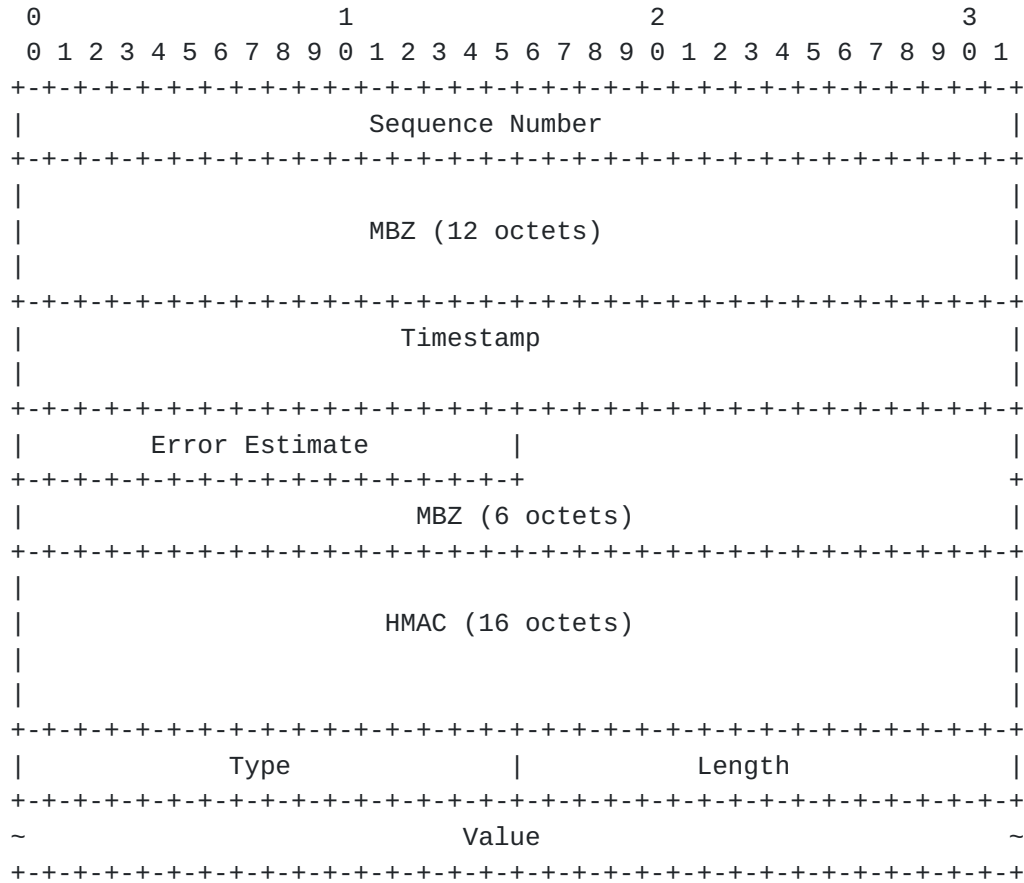 0                   1                   2                   3
 0 1 2 3 4 5 6 7 8 9 0 1 2 3 4 5 6 7 8 9 0 1 2 3 4 5 6 7 8 9 0 1
+-+-+-+-+-+-+-+-+-+-+-+-+-+-+-+-+-+-+-+-+-+-+-+-+-+-+-+-+-+-+-+-+
|                      Sequence Number                          |
+-+-+-+-+-+-+-+-+-+-+-+-+-+-+-+-+-+-+-+-+-+-+-+-+-+-+-+-+-+-+-+-+
|                                                               |
|                      MBZ (12 octets)                          |
|                                                               |
+-+-+-+-+-+-+-+-+-+-+-+-+-+-+-+-+-+-+-+-+-+-+-+-+-+-+-+-+-+-+-+-+
|                        Timestamp                              |
|                                                               |
+-+-+-+-+-+-+-+-+-+-+-+-+-+-+-+-+-+-+-+-+-+-+-+-+-+-+-+-+-+-+-+-+
|        Error Estimate         |                               |
+-+-+-+-+-+-+-+-+-+-+-+-+-+-+-+-+                               +
|                         MBZ (6 octets)                        |
+-+-+-+-+-+-+-+-+-+-+-+-+-+-+-+-+-+-+-+-+-+-+-+-+-+-+-+-+-+-+-+-+
|                                                               |
|                       HMAC (16 octets)                        |
|                                                               |
|                                                               |
+-+-+-+-+-+-+-+-+-+-+-+-+-+-+-+-+-+-+-+-+-+-+-+-+-+-+-+-+-+-+-+-+
|             Type              |           Length              |
+-+-+-+-+-+-+-+-+-+-+-+-+-+-+-+-+-+-+-+-+-+-+-+-+-+-+-+-+-+-+-+-+
~                            Value                              ~
+-+-+-+-+-+-+-+-+-+-+-+-+-+-+-+-+-+-+-+-+-+-+-+-+-+-+-+-+-+-+-+-+